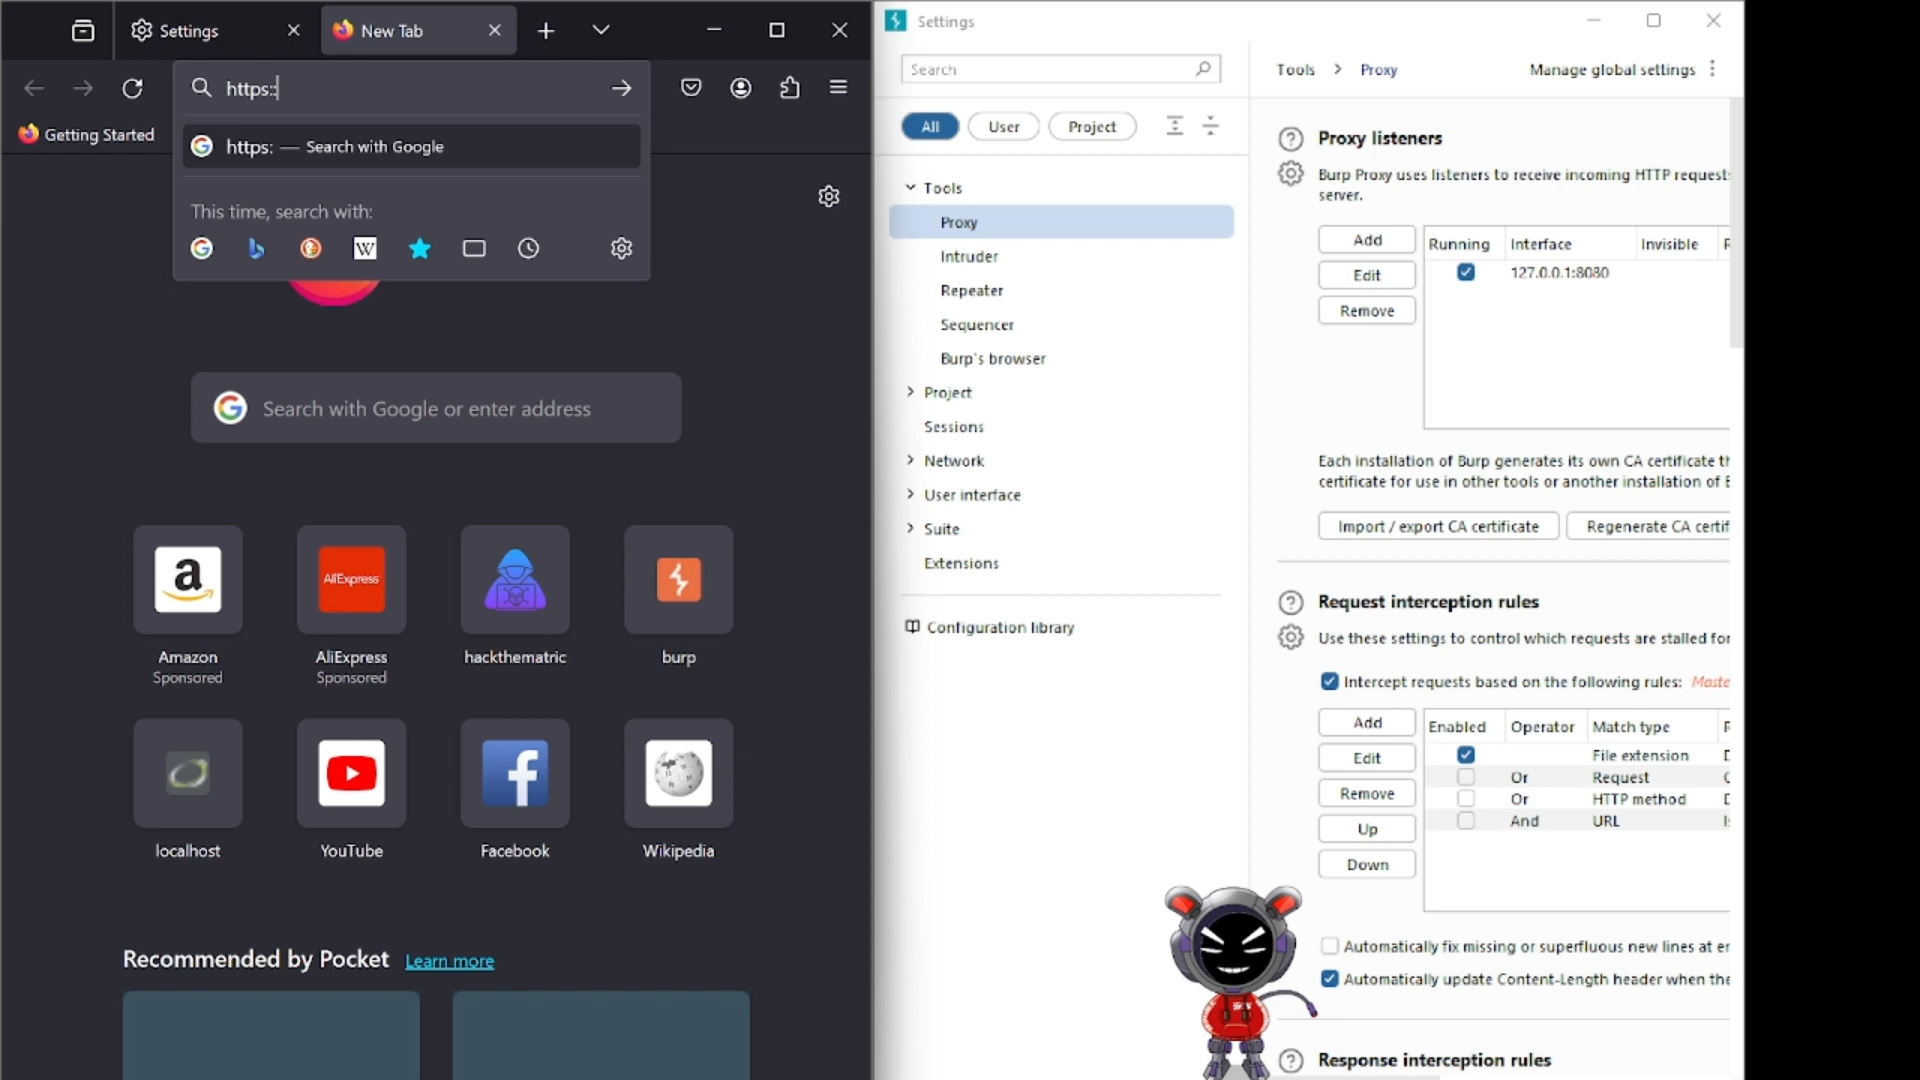 Settings
New Tab
https:
Getting Started
https: — Search with Google
This time, search with:
W
Search with Google or enter address
a
AliExpress
Amazon
Sponsored
AliExpress
Sponsored
hackthematric
burp
localhost
YouTube
Facebook
Wikipedia
Recommended by Pocket Learn more
Settings
Search
All User Project
Tools
Proxy
Intruder
Repeater
Sequencer
Burp's browser
Project
Sessions
Network
User interface
Suite
Extensions
Configuration library
Tools > Proxy
Manage global settings
Proxy listeners
Burp Proxy uses listeners to receive incoming HTTP requests
server.
Add
Edit
Remove
Running Interface Invisible
127.0.0.1:8080
Each installation of Burp generates its own CA certificate th
certificate for use in other tools or another installation of
Import / export CA certificate
Regenerate CA certif
Request interception rules
Use these settings to control which requests are stalled for
Intercept requests based on the following rules: Maste
Add
Edit
Remove
Up
Down
Enabled Operator Match type
File extension
Or Request
Or HTTP method
And URL
Automatically fix missing or superfluous new lines at
Automatically update Content-Length header when the
Response interception rules